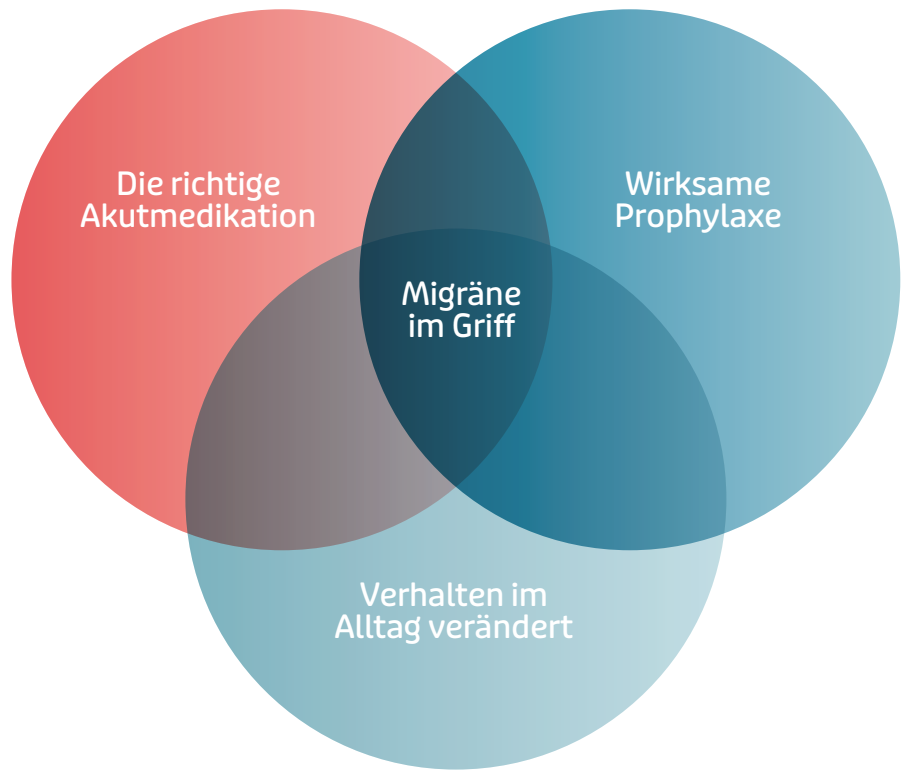 Die richtige
Akutmedikation
Wirksame
Prophylaxe
Migräne
im Griff
Verhalten im
Alltag verändert